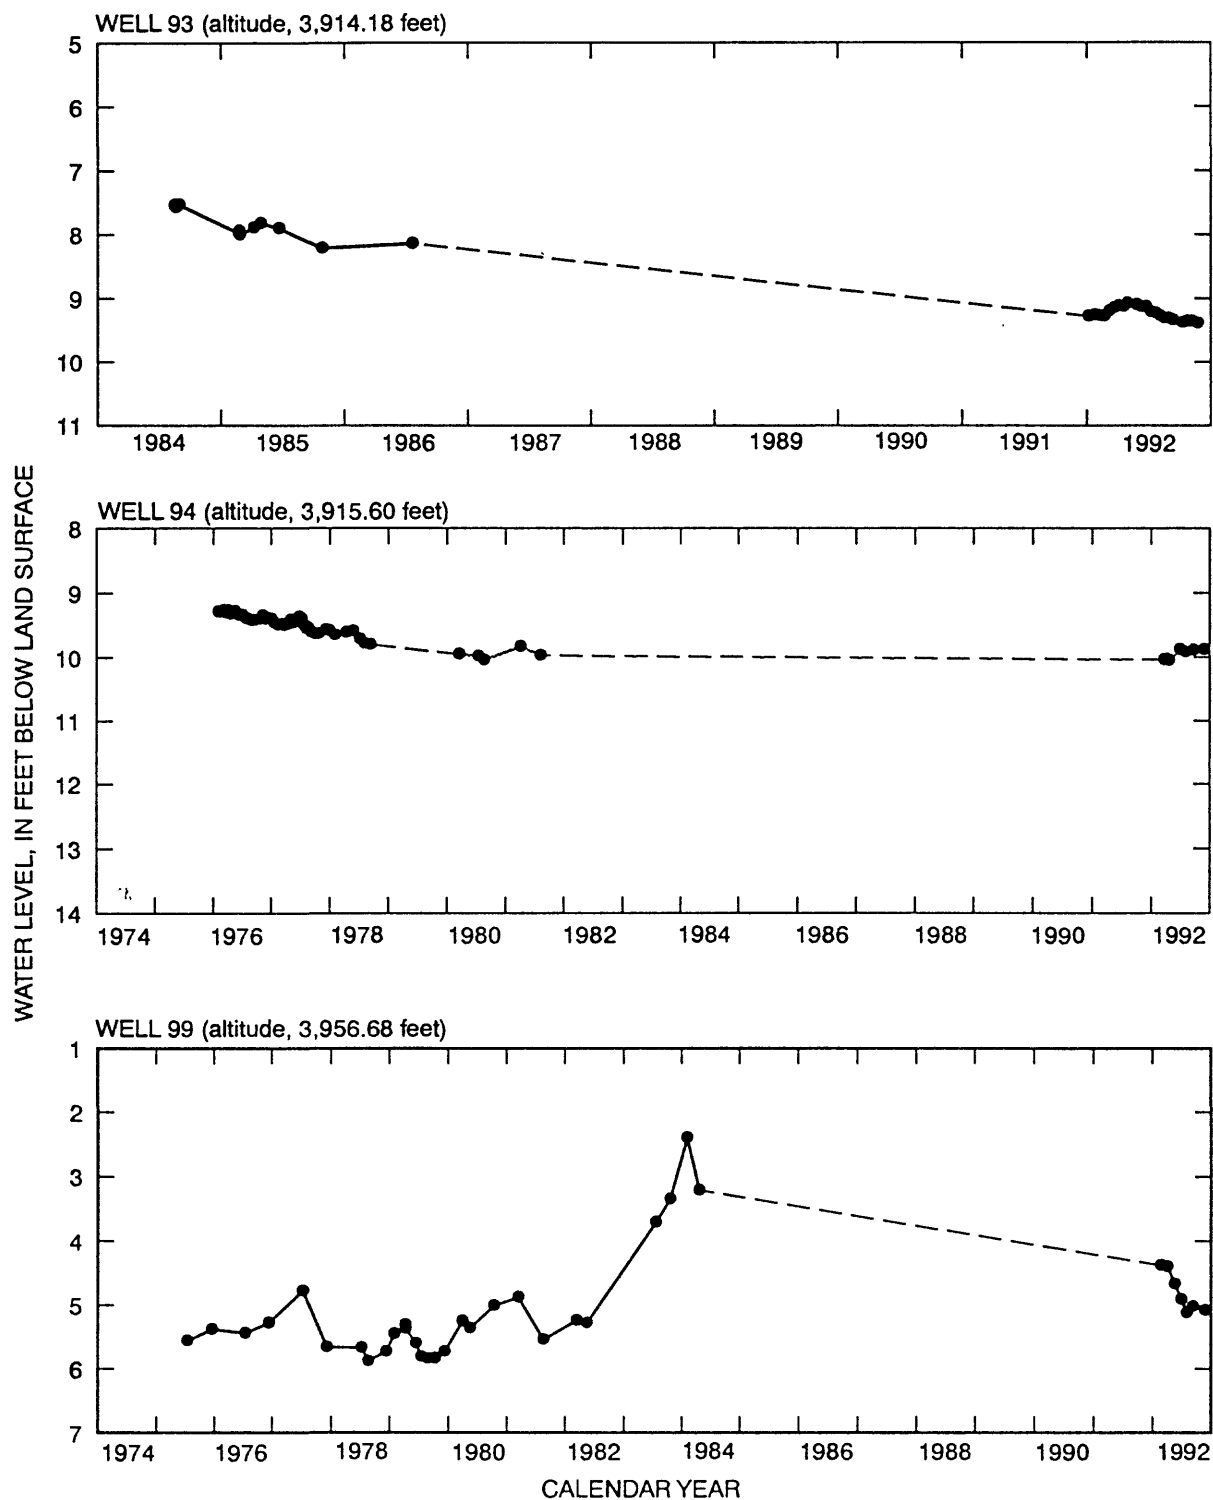 WELL 93 (altitude, 3,914.18 feet)
5
6
7
8
9
10
11
1984 1985 1986 1987 1988 1989 1990 1991 1992
WATER LEVEL, IN FEET BELOW LAND SURFACE
WELL 94 (altitude, 3,915.60 feet)
8
9
10
11
12
13
14
1974 1976 1978 1980 1982 1984 1986 1988 1990 1992
WELL 99 (altitude, 3,956.68 feet)
1
2
3
4
5
6
7
1974 1976 1978 1980 1982 1984 1986 1988 1990 1992
CALENDAR YEAR